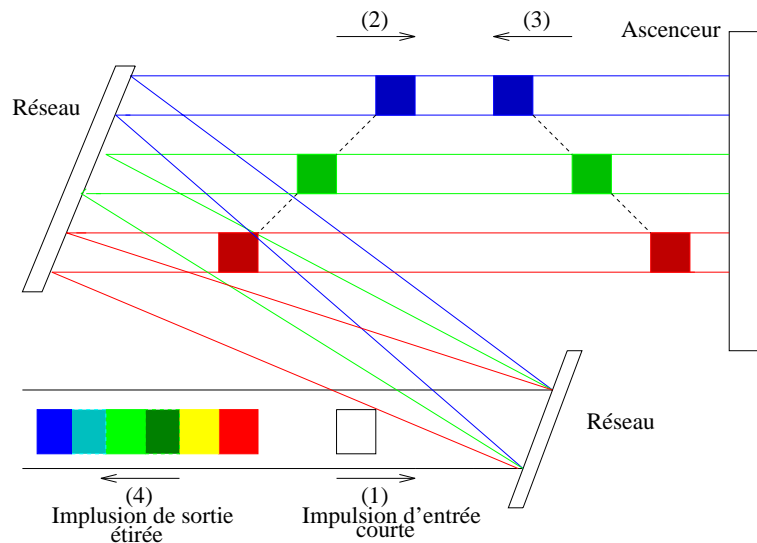 (2)
(3)
Ascenceur
Réseau
Réseau
(4)
Implusion de sortie
étirée
(1)
Impulsion d'entrée
courte